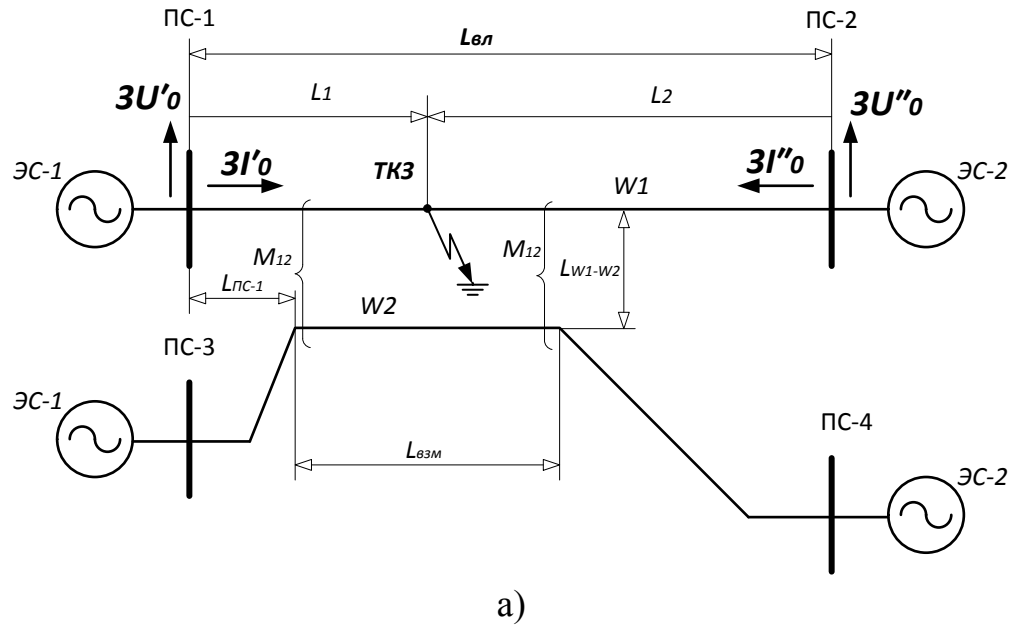 ПС-1
ПС-2
Lвл
L1
L2
3U′0
3U″0
ЭС-1
3I′0
ТКЗ
3I″0
ЭС-2
W1
M12
M12
LW1-W2
LПС-1
W2
ПС-3
ЭС-1
ПС-4
Lвзм
ЭС-2
а)